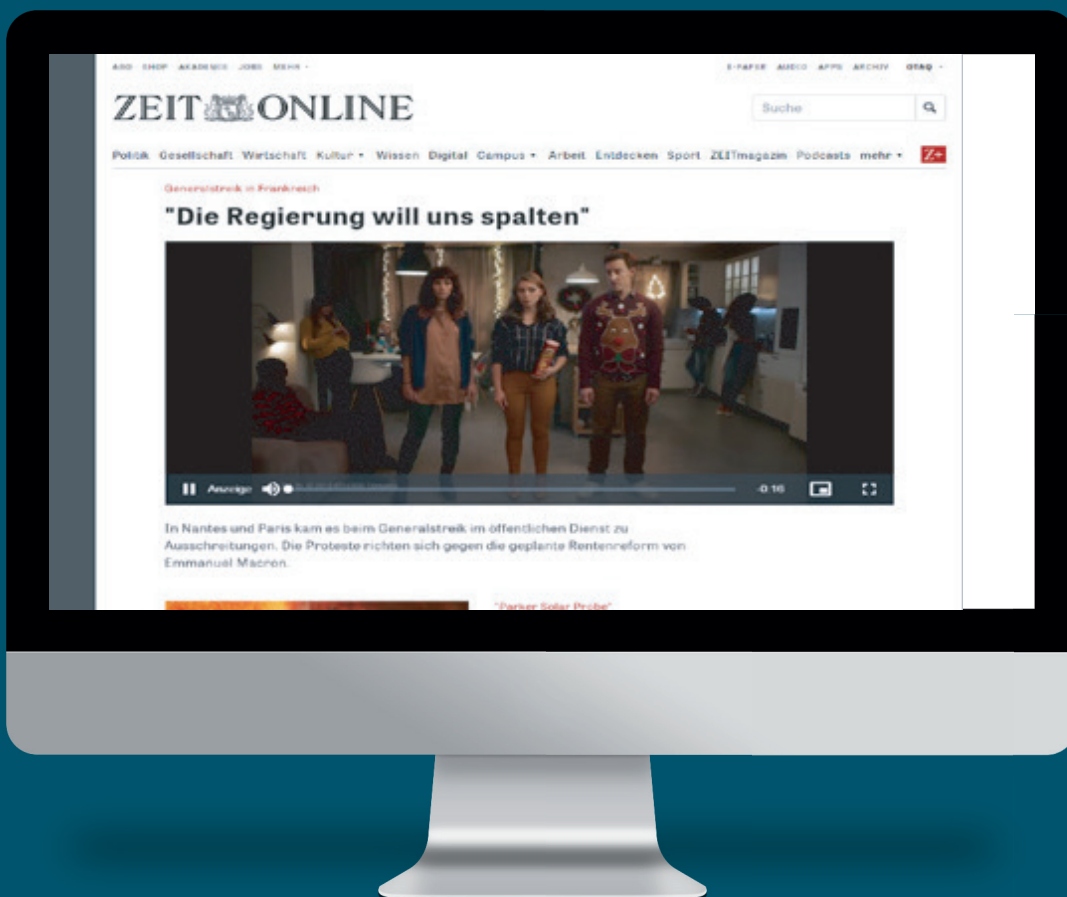 ABO SHOP AKADEMIE JOBS MEHR
E-PAPER AUDIO APPS ARCHIV
ZEIT ONLINE
Suche
Politik Gesellschaft Wirtschaft Kultur Wissen Digital Campus Arbeit Entdecken Sport ZEITmagazin Podcasts mehr Z+
Generalstreik in Frankreich
"Die Regierung will uns spalten"
Anzeige
-0:16
In Nantes und Paris kam es beim Generalstreik im öffentlichen Dienst zu
Ausschreitungen. Die Proteste richten sich gegen die geplante Rentenreform von
Emmanuel Macron.
"Parker Solar Probe"